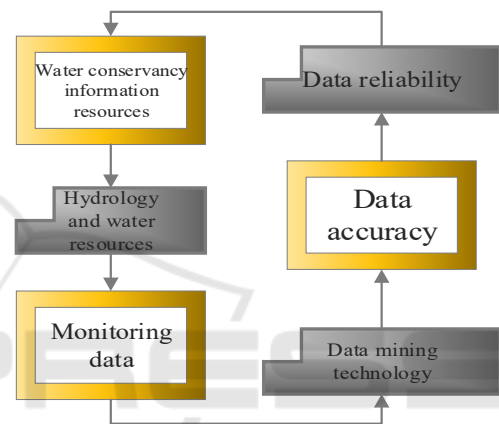 Water conservancy
information
resources
Hydrology
and water
resources
Monitoring
data
Data reliability
Data
accuracy
Data mining
technology